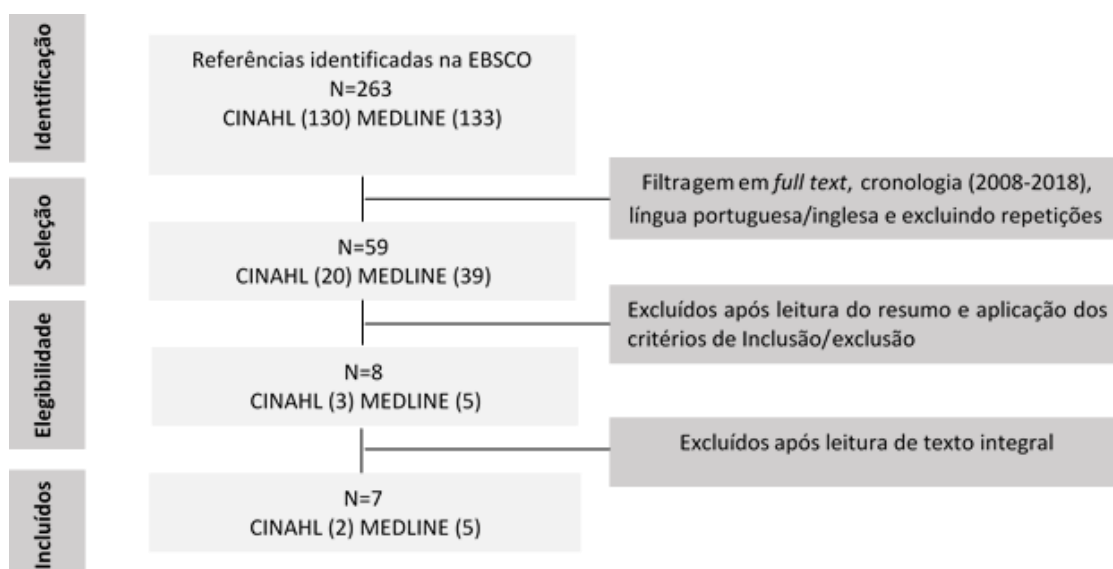 Identificação
Referências identificadas na EBSCO
N=263
CINAHL (130) MEDLINE (133)
Filtragem em full text, cronologia (2008-2018),
língua portuguesa/inglesa e excluindo repetições
Seleção
N=59
CINAHL (20) MEDLINE (39)
Excluídos após leitura do resumo e aplicação dos
critérios de Inclusão/exclusão
Elegibilidade
N=8
CINAHL (3) MEDLINE (5)
Excluídos após leitura de texto integral
Incluídos
N=7
CINAHL (2) MEDLINE (5)